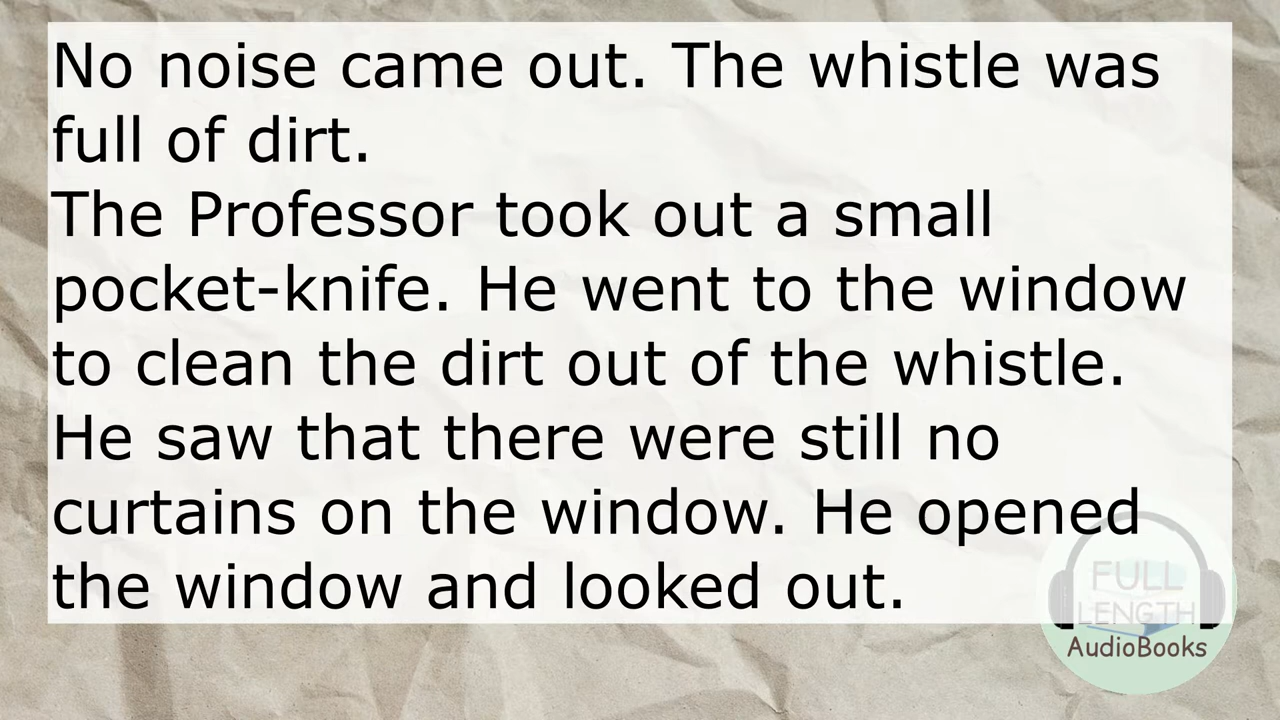 No noise came out. The whistle was
full of dirt.
The Professor took out a small
pocket-knife. He went to the window
to clean the dirt out of the whistle.
He saw that there were still no
curtains on the window. He opened
the window and looked out.
FULL
LENGTH
AudioBooks